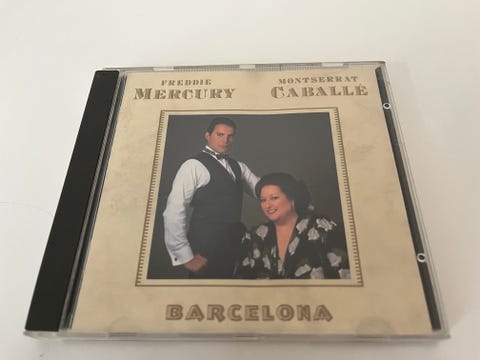 FREDDIE MONTSERRAT
MERCURY CABALLÉ
BARCELONA